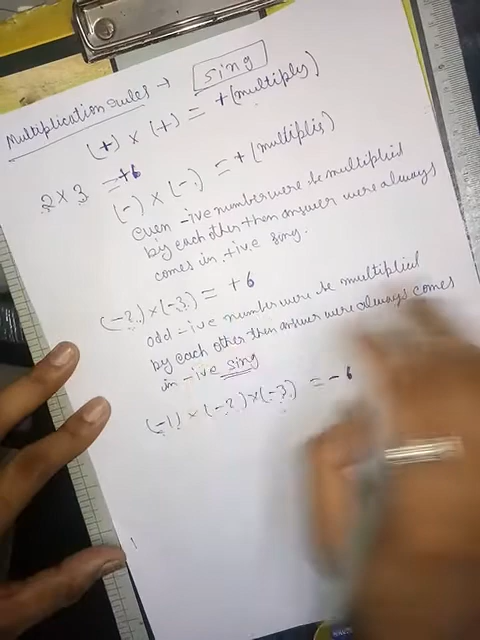 Multiplication rules → sing
(+) × (+) = + (multiply)
2 × 3 = +6
(-) × (-) = + (multiplis)
even -ive number were be multiplied
by each other then answer were always
comes in +ive sing.
(-2) × (-3) = +6
odd -ive number were be multiplied
by each other then answer were always comes
in -ive sing
(-1) × (-2) × (-3) = -6